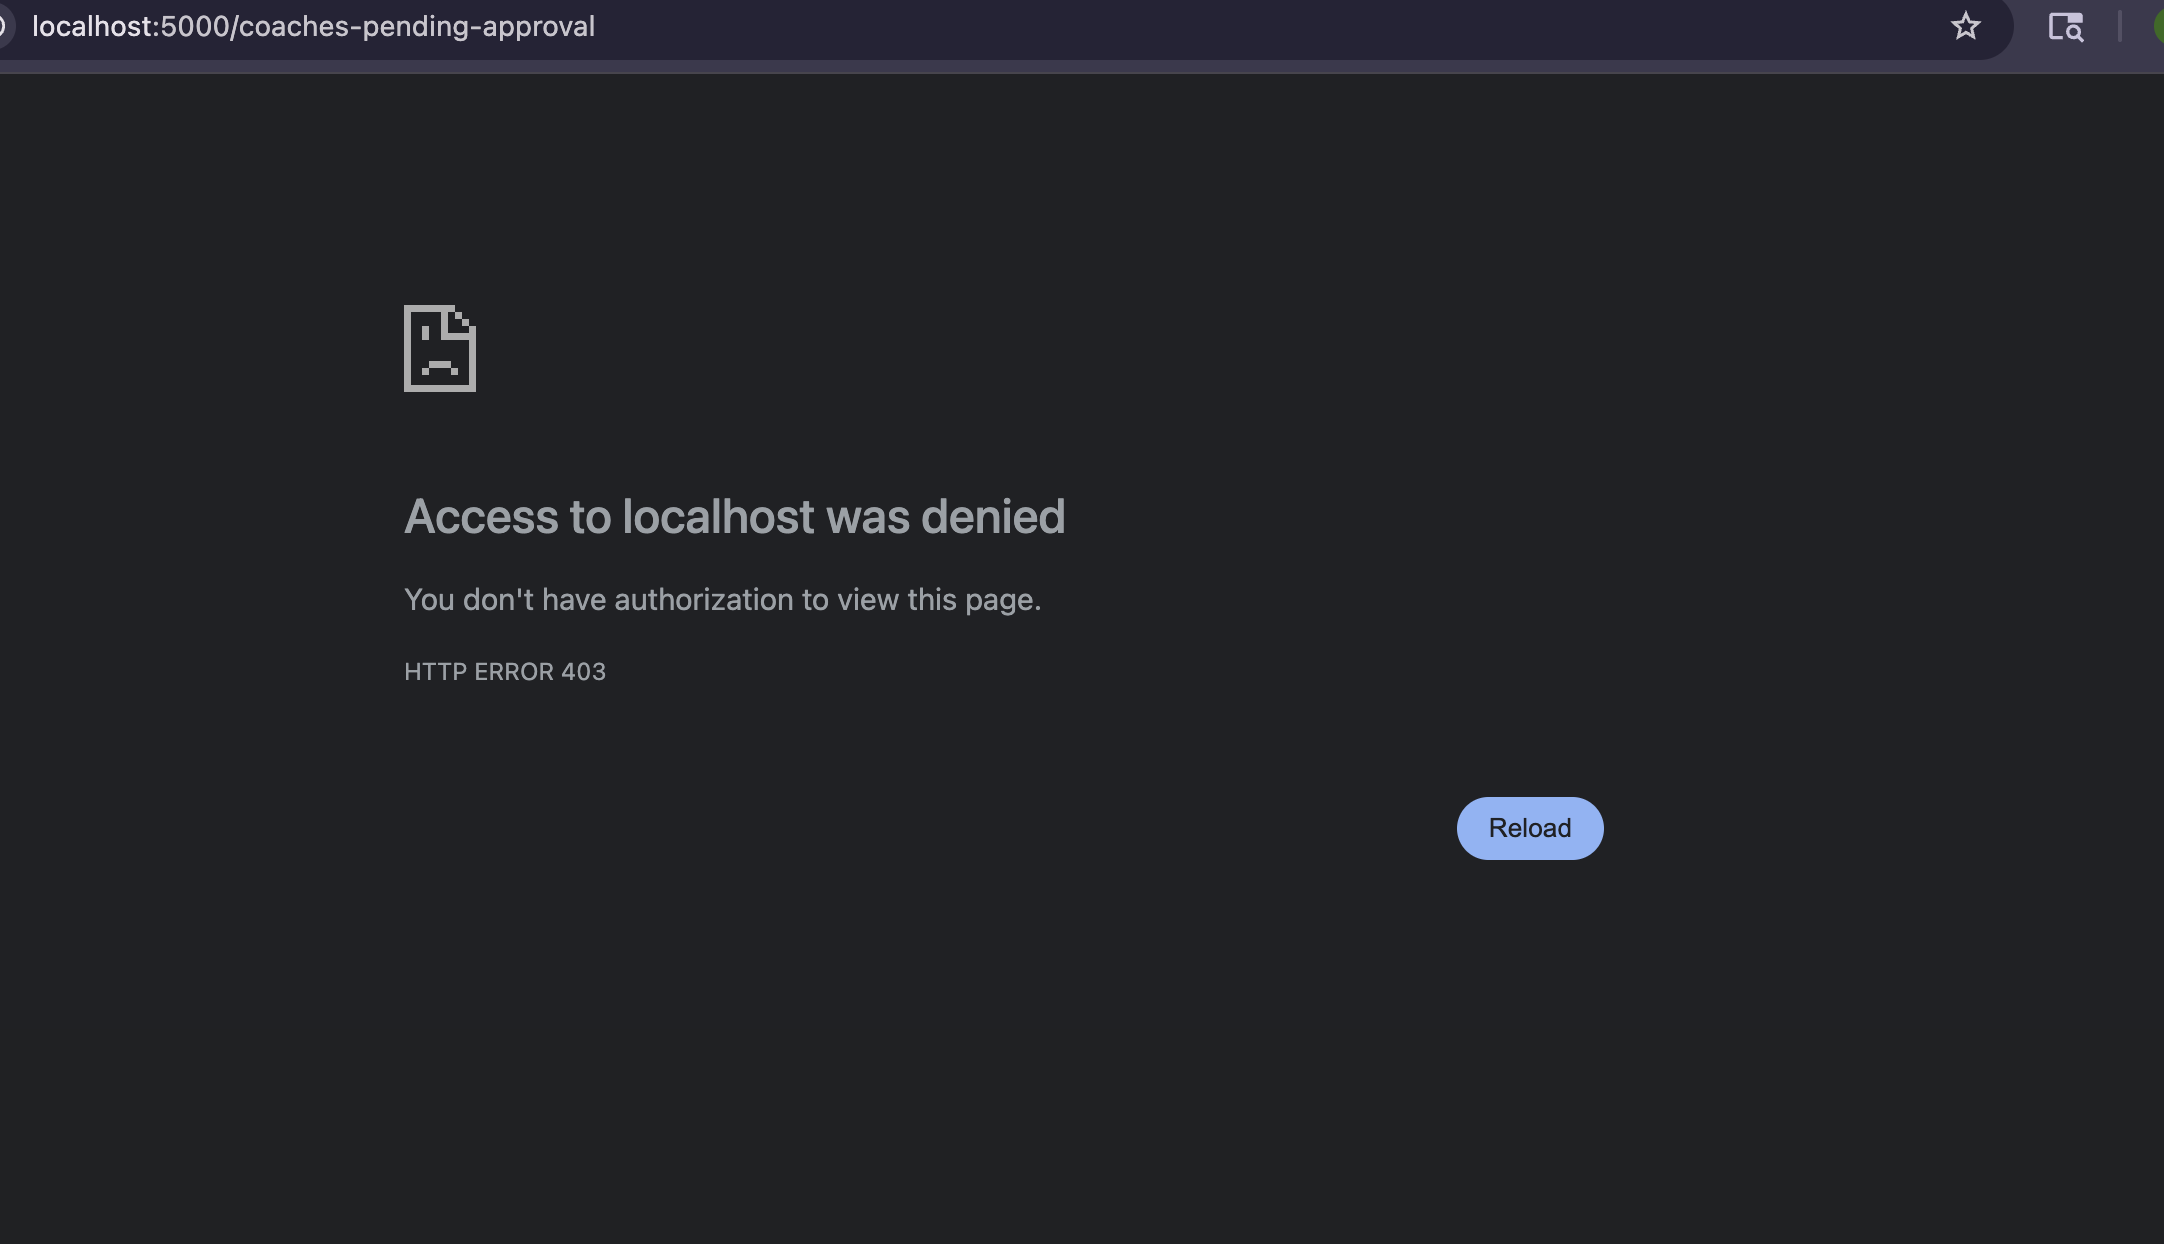 localhost:5000/coaches-pending-approval
Access to localhost was denied
You don't have authorization to view this page.
HTTP ERROR 403
Reload